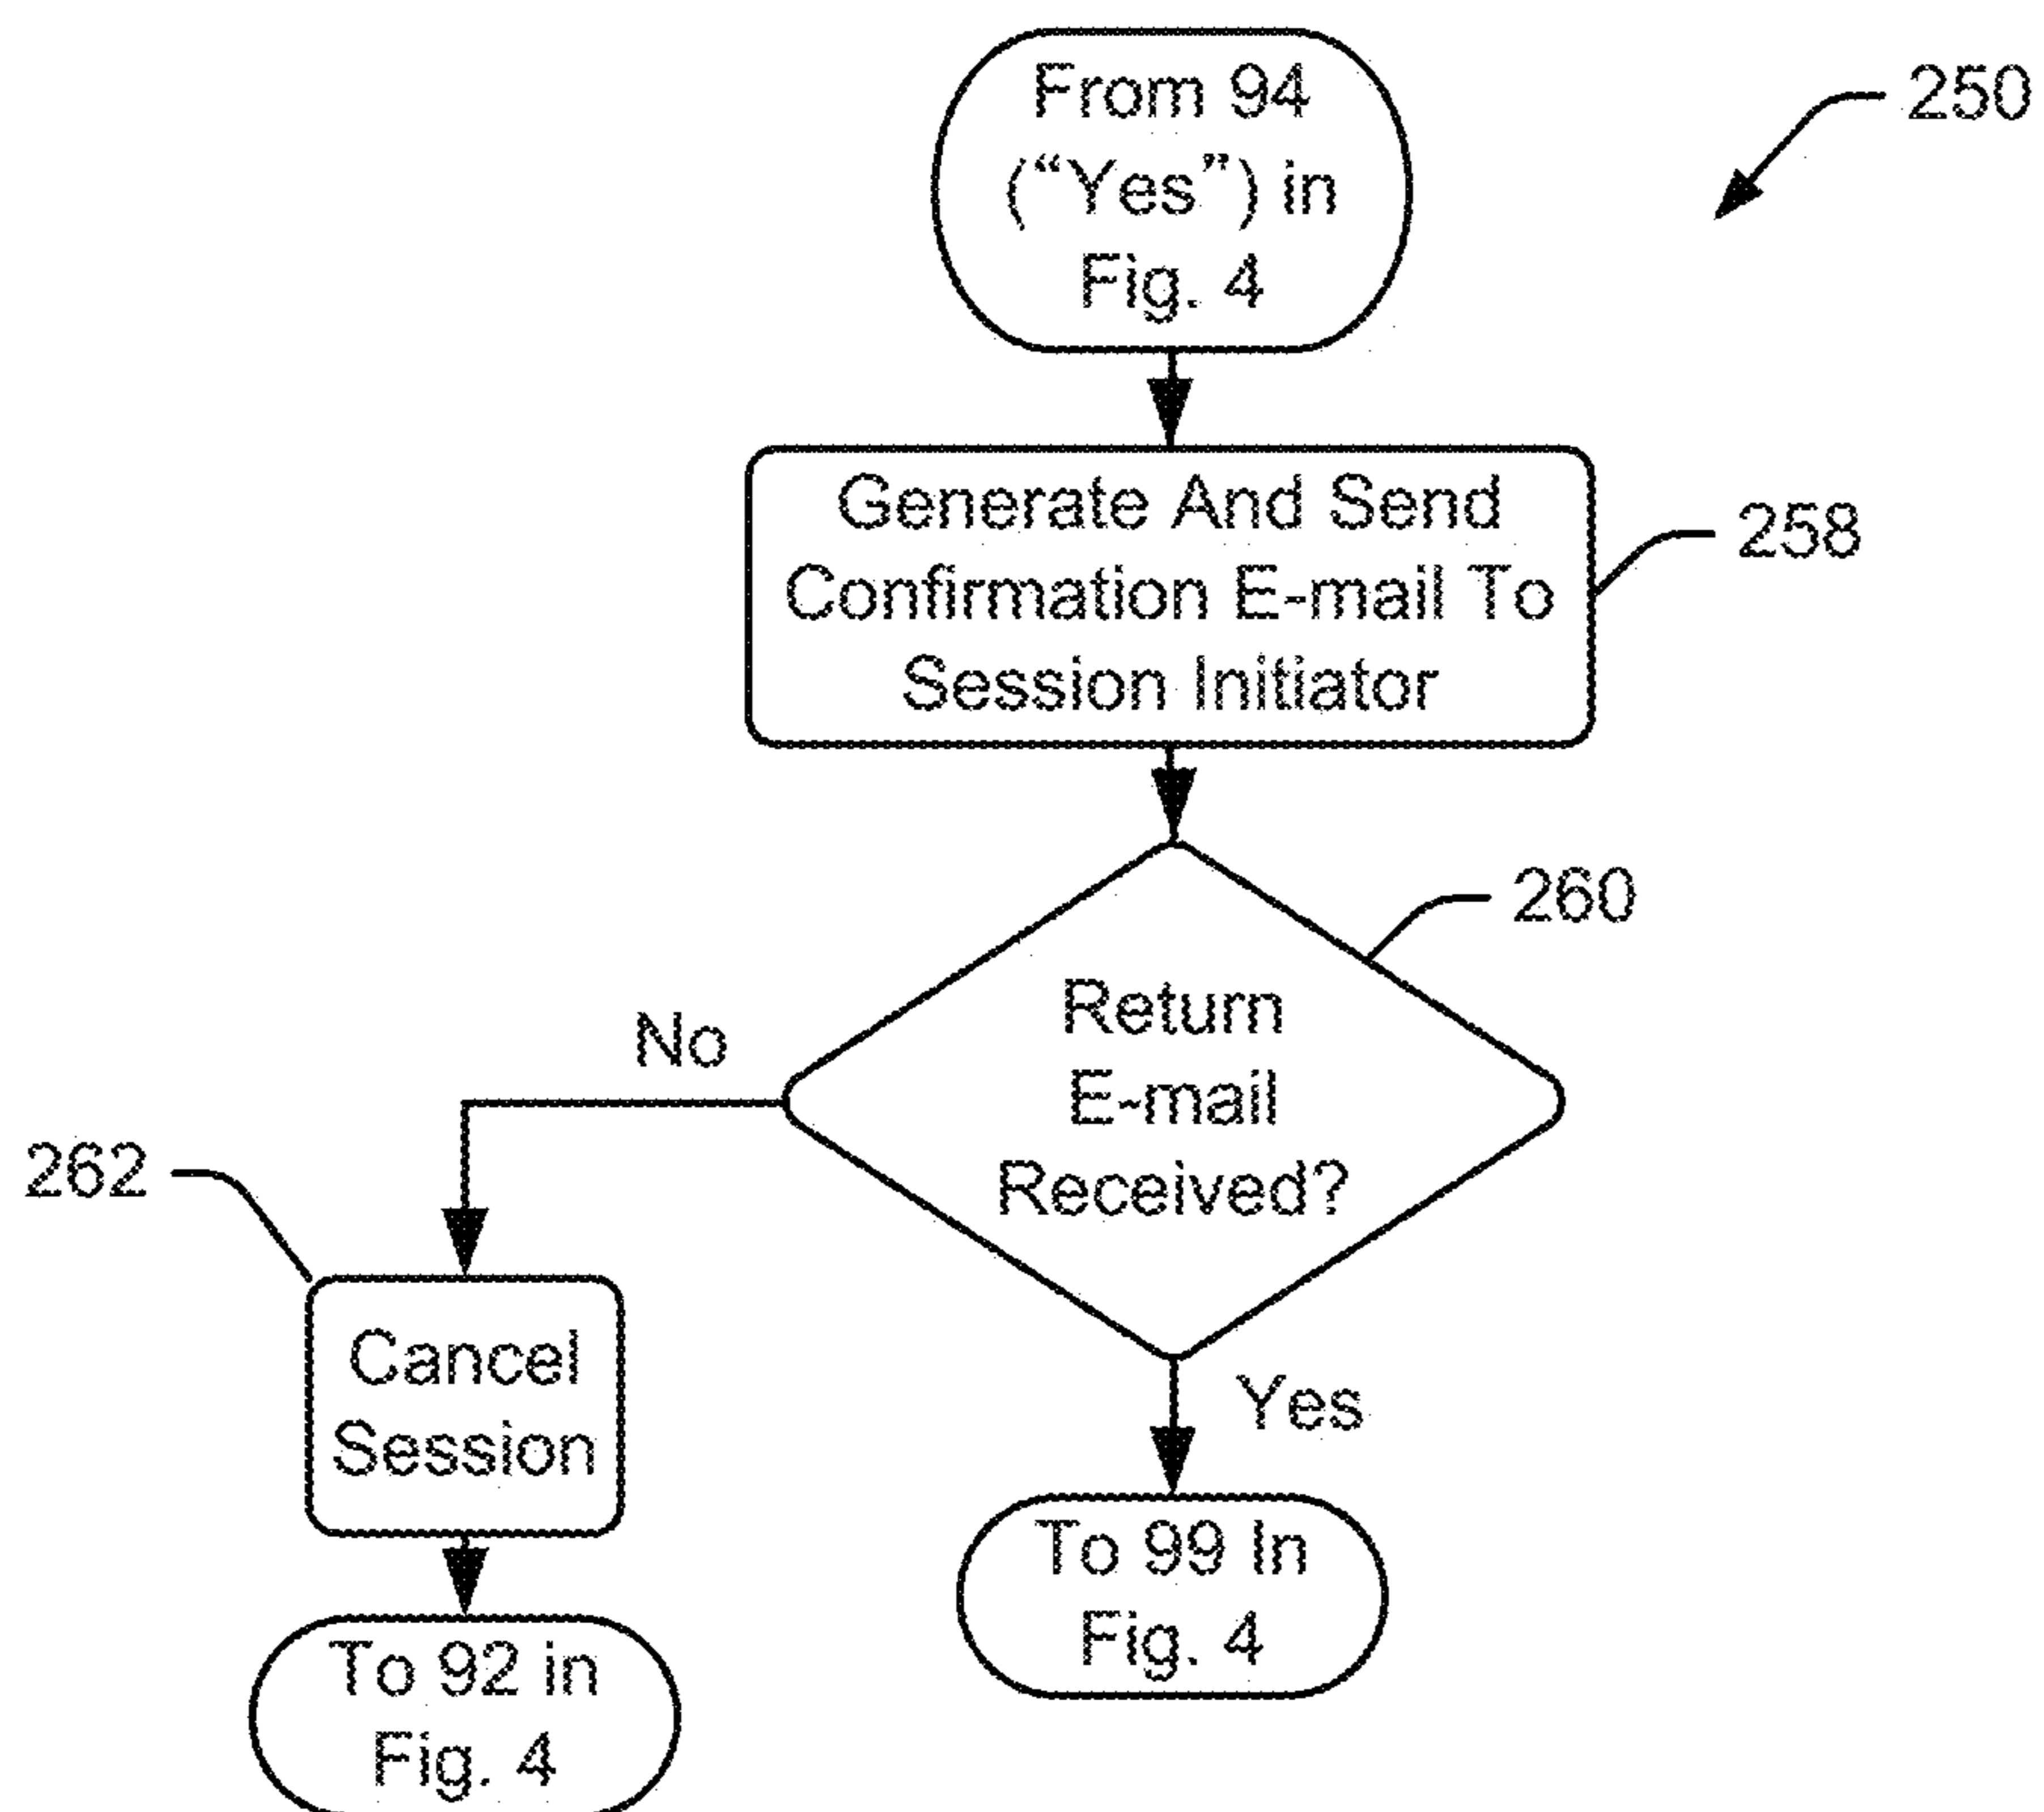 From 94
(“Yes”) in
Fig. 4
250
Generate And Send
Confirmation E-mail To
Session Initiator
258
260
Return
E-mail
Received?
No
262
Cancel
Session
Yes
To 99 In
Fig. 4
To 92 in
Fig. 4